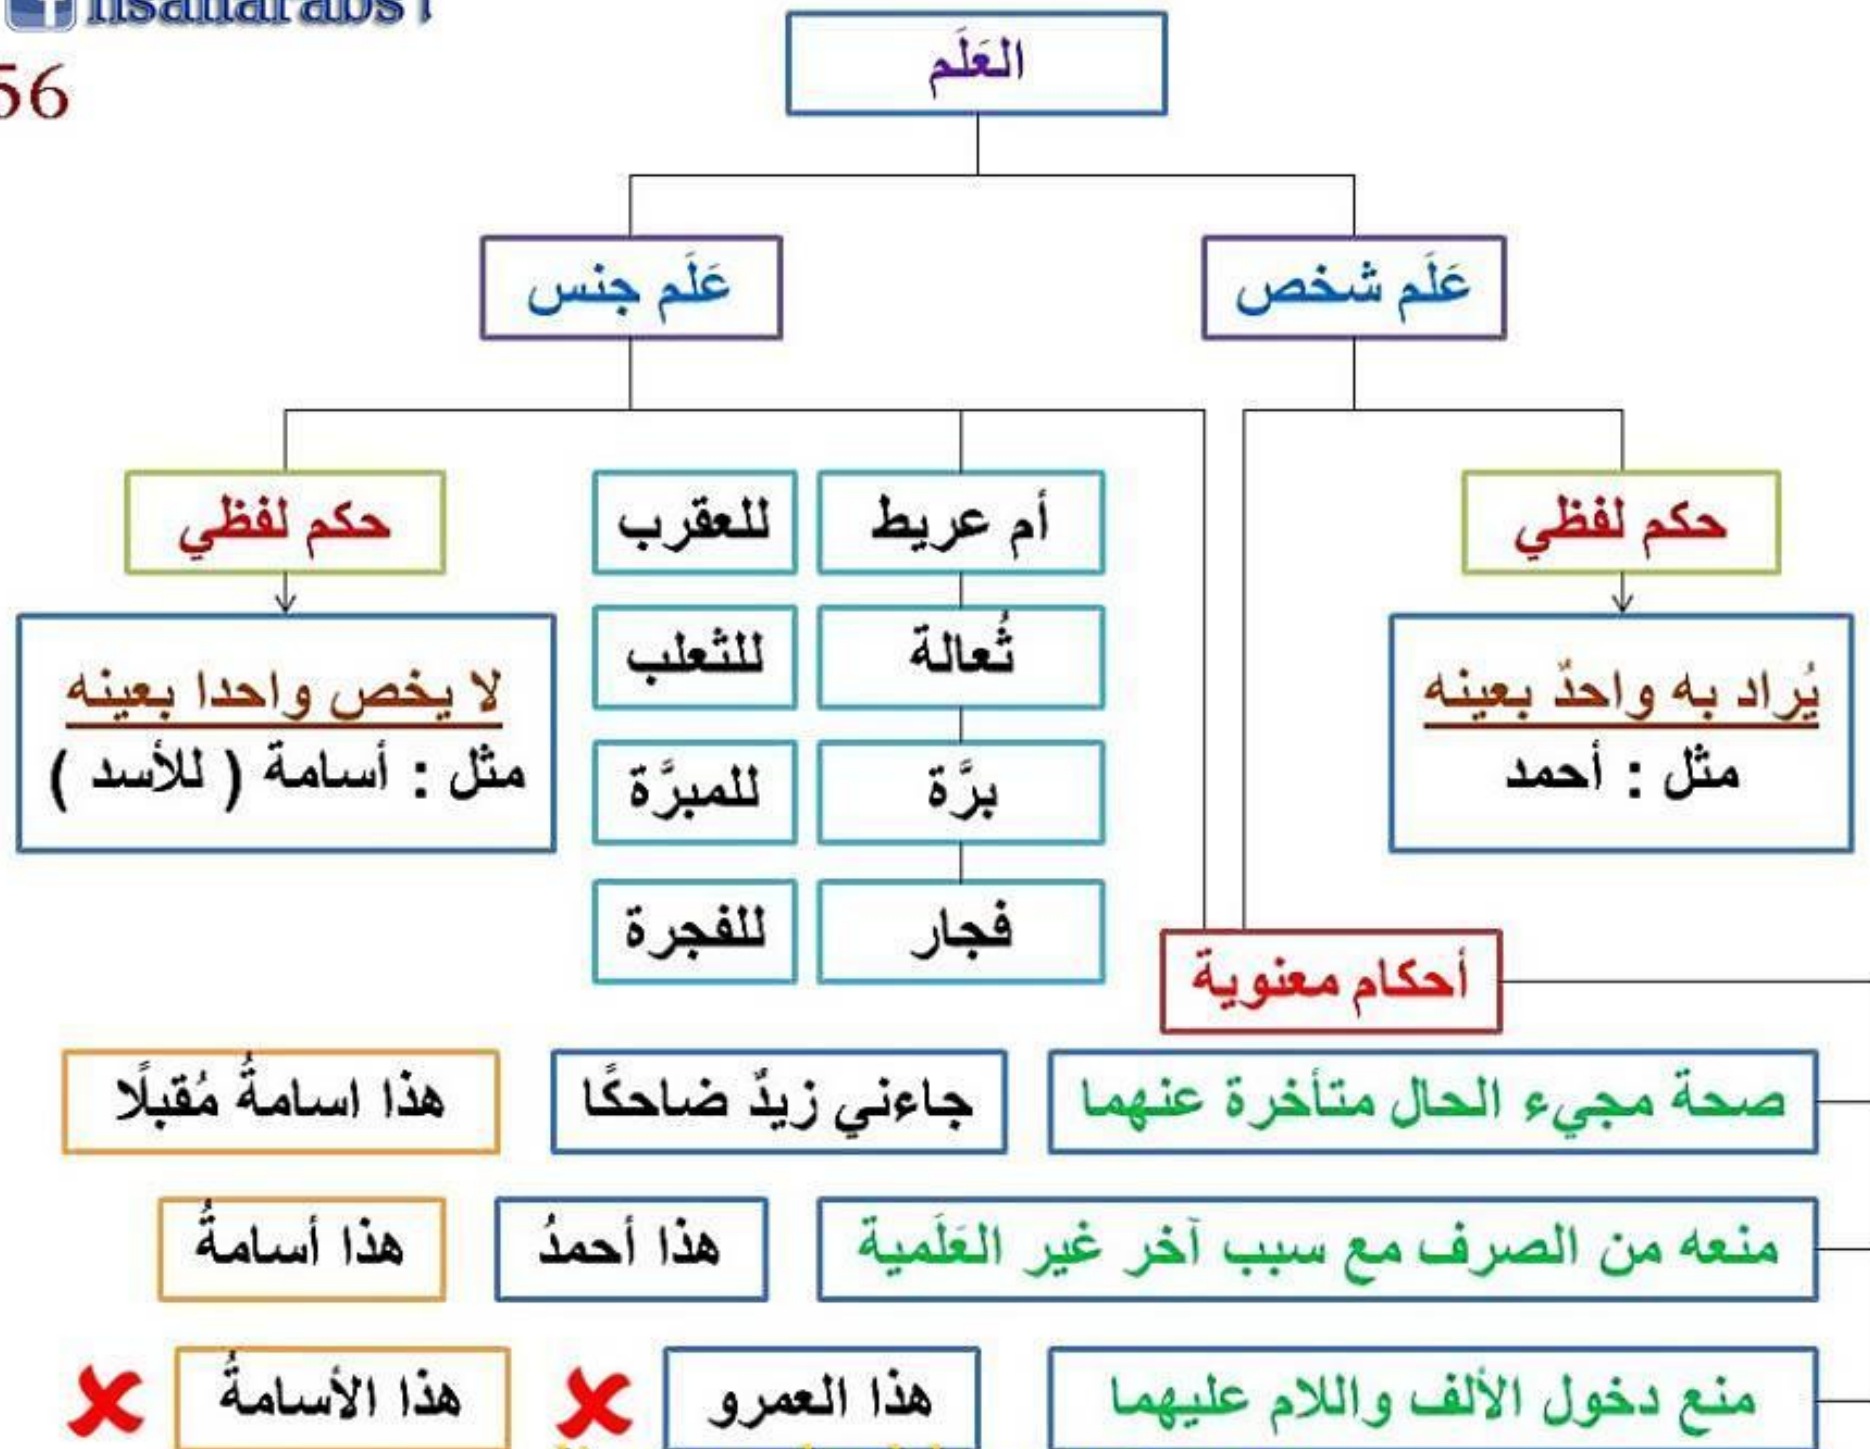 lisanarabs
56
العَلَم
عَلَم شخص
عَلَم جنس
حكم لفظي
يُراد به واحدٌ بعينه
مثل : أحمد
أم عريط
للعقرب
ثُعالة
للثعلب
برَّة
للمبرَّة
فجار
للفجرة
حكم لفظي
لا يخص واحدا بعينه
مثل : أسامة ( للأسد )
أحكام معنوية
صحة مجيء الحال متأخرة عنهما
جاءني زيدٌ ضاحكًا
هذا اسامةُ مُقبلًا
منعه من الصرف مع سبب آخر غير العَلَمية
هذا أحمدُ
هذا أسامةُ
منع دخول الألف واللام عليهما
هذا العمرو
هذا الأسامةُ